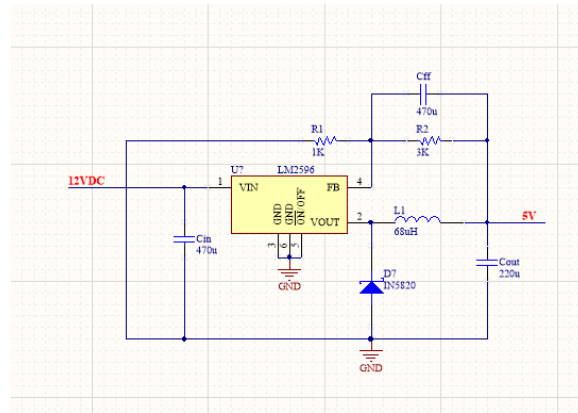 Cff
470u
R1
1K
R2
3K
U?
LM2596
12VDC
1
VIN
FB
4
GND
GND
ON/OFF
VOUT
2
L1
68uH
5V
3
6
5
Cin
470u
GND
D7
IN5820
Cout
220u
GND